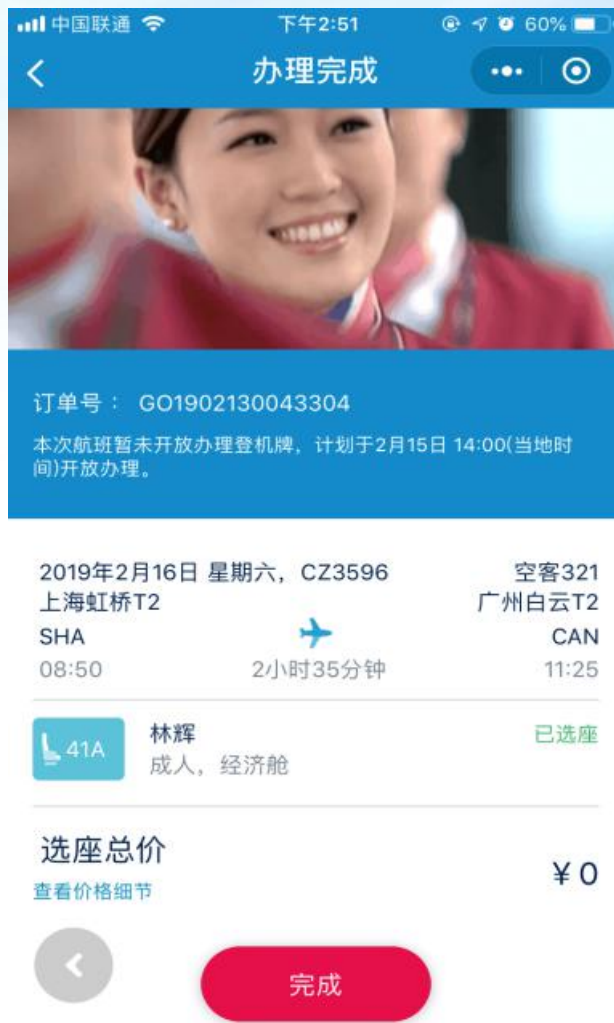 中国联通 下午2:51 60%
办理完成
订单号： GO1902130043304
本次航班暂未开放办理登机牌，计划于2月15日 14:00(当地时
间)开放办理。
2019年2月16日 星期六，CZ3596 空客321
上海虹桥T2 广州白云T2
SHA CAN
08:50 2小时35分钟 11:25
41A 林辉 已选座
成人，经济舱
选座总价
¥ 0
查看价格细节
完成